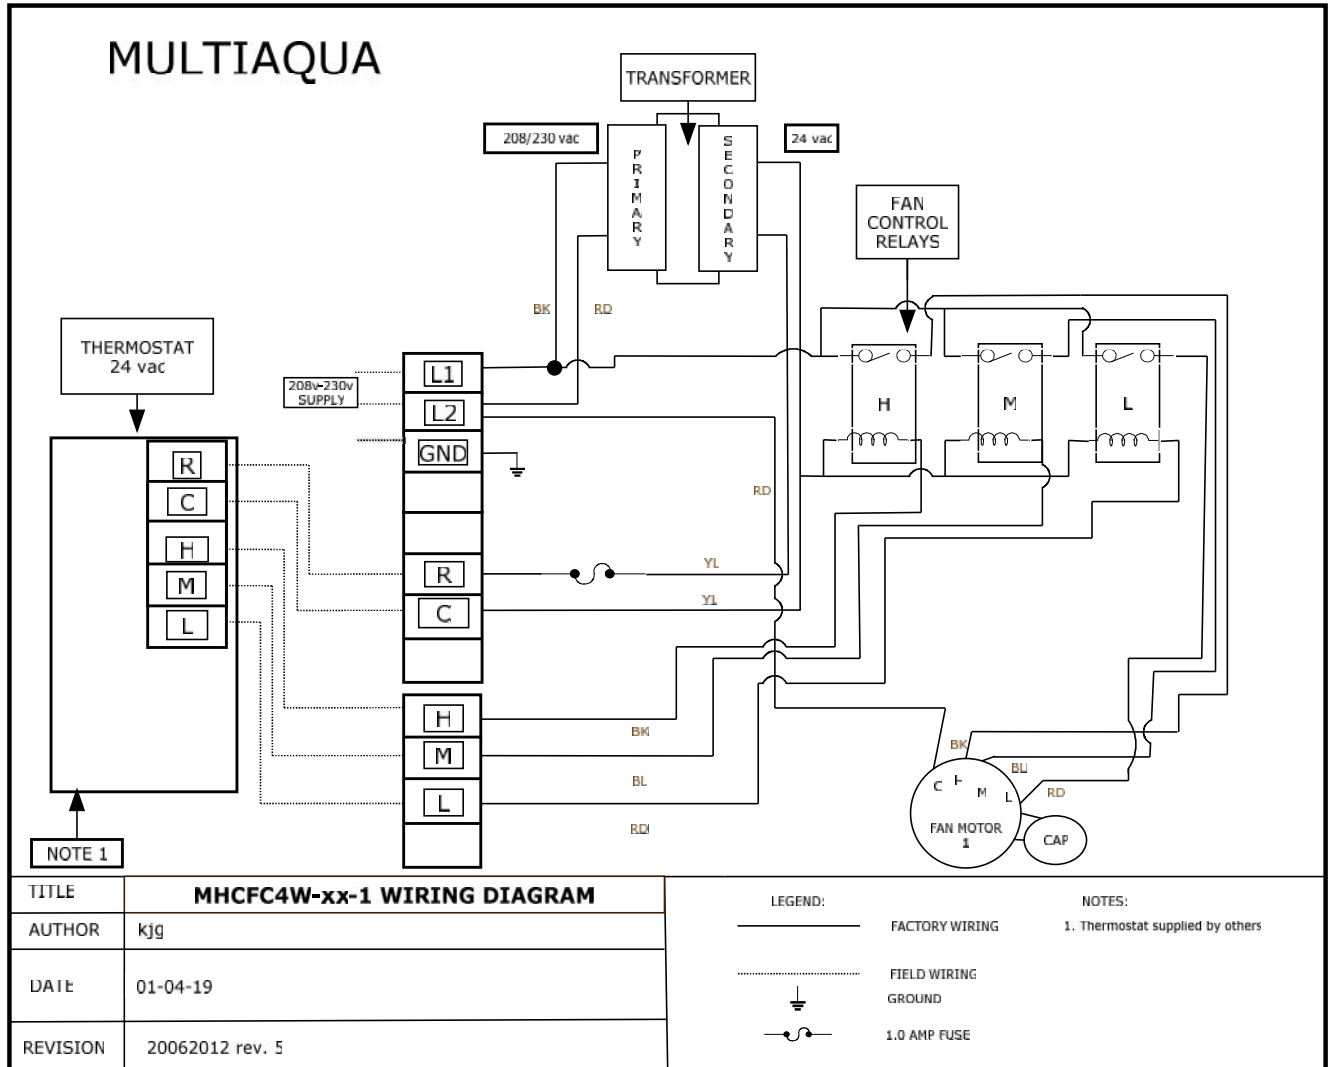 MULTIAQUA
TRANSFORMER
208/230 vac
PRIMARY
SECONDARY
24 vac
FAN
CONTROL
RELAYS
BK
RD
THERMOSTAT
24 vac
208v-230v
SUPPLY
L1
L2
GND
H
M
L
R
C
H
M
L
RD
R
YL
C
YL
H
BK
M
BL
L
RD
BK
BL
RD
C
H
M
L
FAN MOTOR
1
CAP
NOTE 1
TITLE
MHCFC4W-xx-1 WIRING DIAGRAM
AUTHOR
kjg
DATE
01-04-19
REVISION
20062012 rev. 5
LEGEND:
FACTORY WIRING
FIELD WIRING
GROUND
1.0 AMP FUSE
NOTES:
1. Thermostat supplied by others